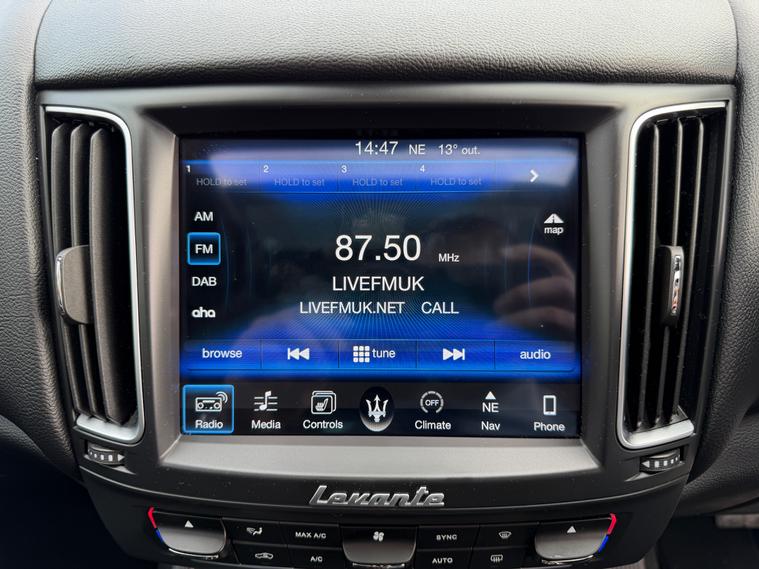 14:47 NE 13° out.
1 2 3 4
HOLD to set HOLD to set HOLD to set HOLD to set
AM
map
FM
87.50 MHz
DAB
LIVEFMUK
aha
LIVEFMUK.NET CALL
browse tune audio
OFF NE
Radio Media Controls Climate Nav Phone
Levante
MAX A/C SYNC
A/C AUTO